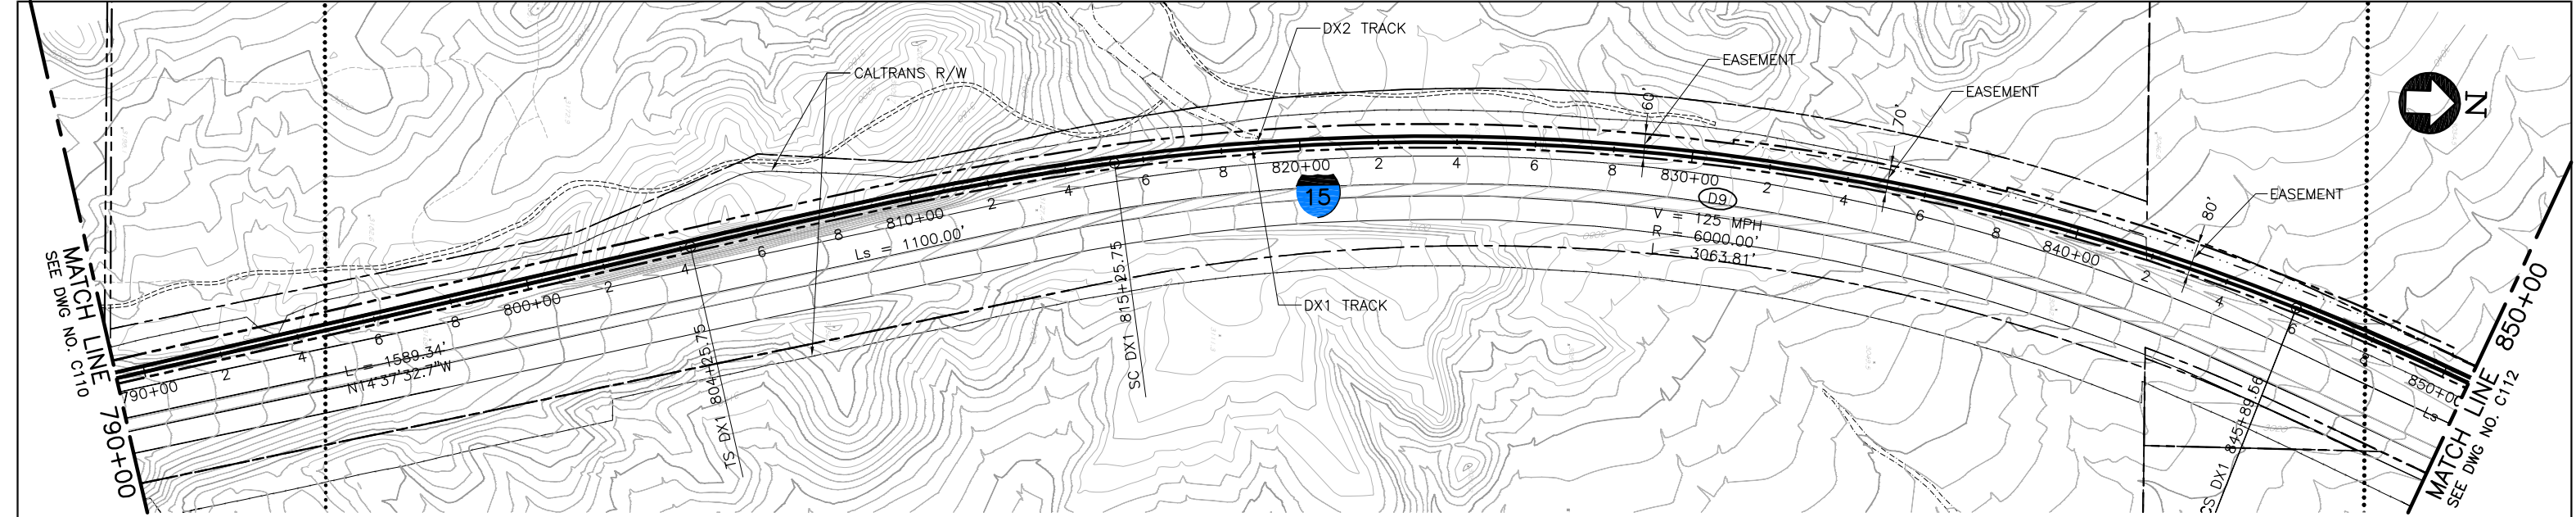 DX2 TRACK
EASEMENT
CALTRANS R/W
60'
EASEMENT
70'
N
820+00
2
4
6
8
830+00
2
4
6
8
840+00
2
4
6
8
850+00
15
D9
V = 125 MPH
R = 6000.00'
L = 3063.81'
EASEMENT
80'
790+00
2
4
6
8
800+00
2
4
6
8
810+00
2
4
6
8
Ls = 1100.00'
L = 1589.34'
N14°37'32.7"W
DX1 TRACK
TS DX1 804+25.75
SC DX1 815+25.75
CS DX1 845+89.56
Ls
MATCH LINE 790+00
SEE DWG NO. C110
MATCH LINE 850+00
SEE DWG NO. C112